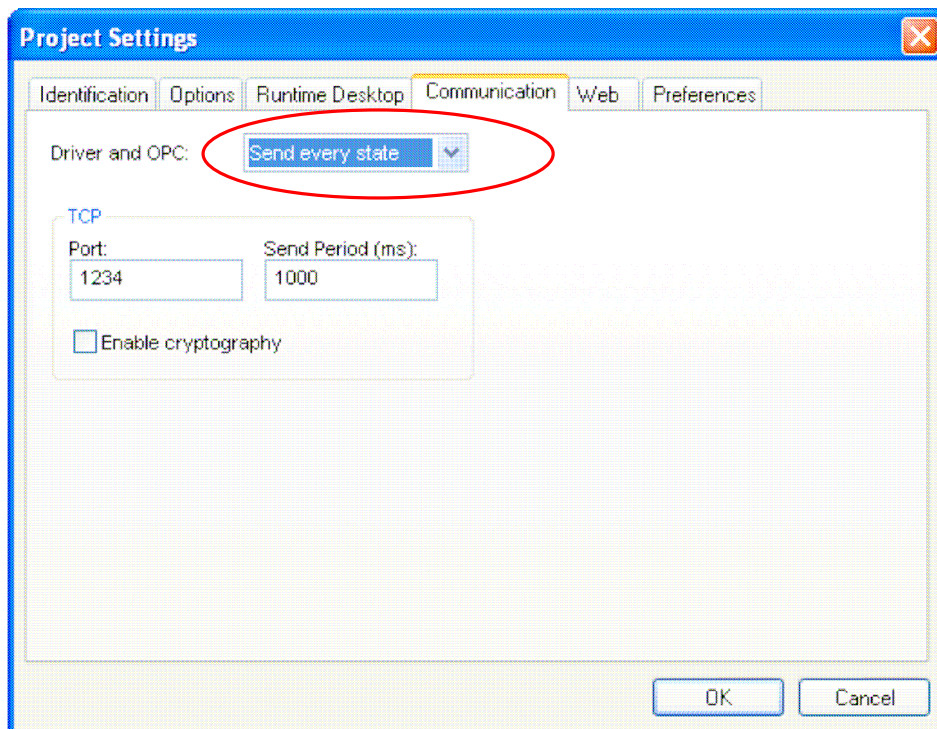 Project Settings
Identification Options Runtime Desktop Communication Web Preferences
Driver and OPC: Send every state
TCP
Port: Send Period (ms):
1234 1000
Enable cryptography
OK Cancel